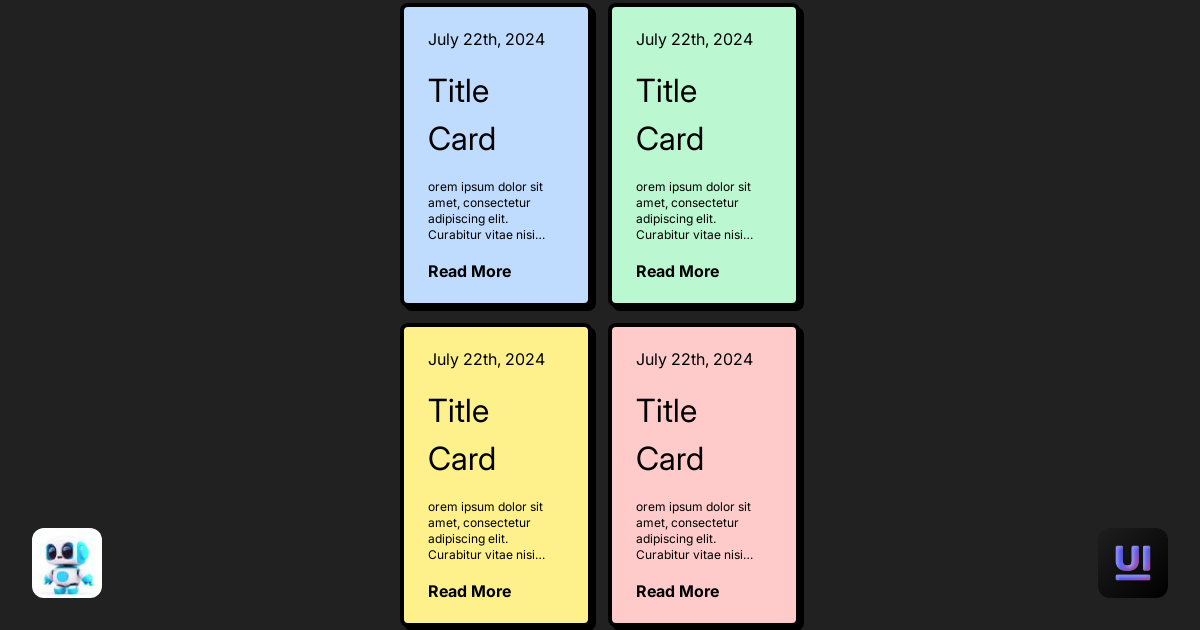 July 22th, 2024
Title
Card
orem ipsum dolor sit
amet, consectetur
adipiscing elit.
Curabitur vitae nisi...
Read More
July 22th, 2024
Title
Card
orem ipsum dolor sit
amet, consectetur
adipiscing elit.
Curabitur vitae nisi...
Read More
July 22th, 2024
Title
Card
orem ipsum dolor sit
amet, consectetur
adipiscing elit.
Curabitur vitae nisi...
Read More
July 22th, 2024
Title
Card
orem ipsum dolor sit
amet, consectetur
adipiscing elit.
Curabitur vitae nisi...
Read More
UI